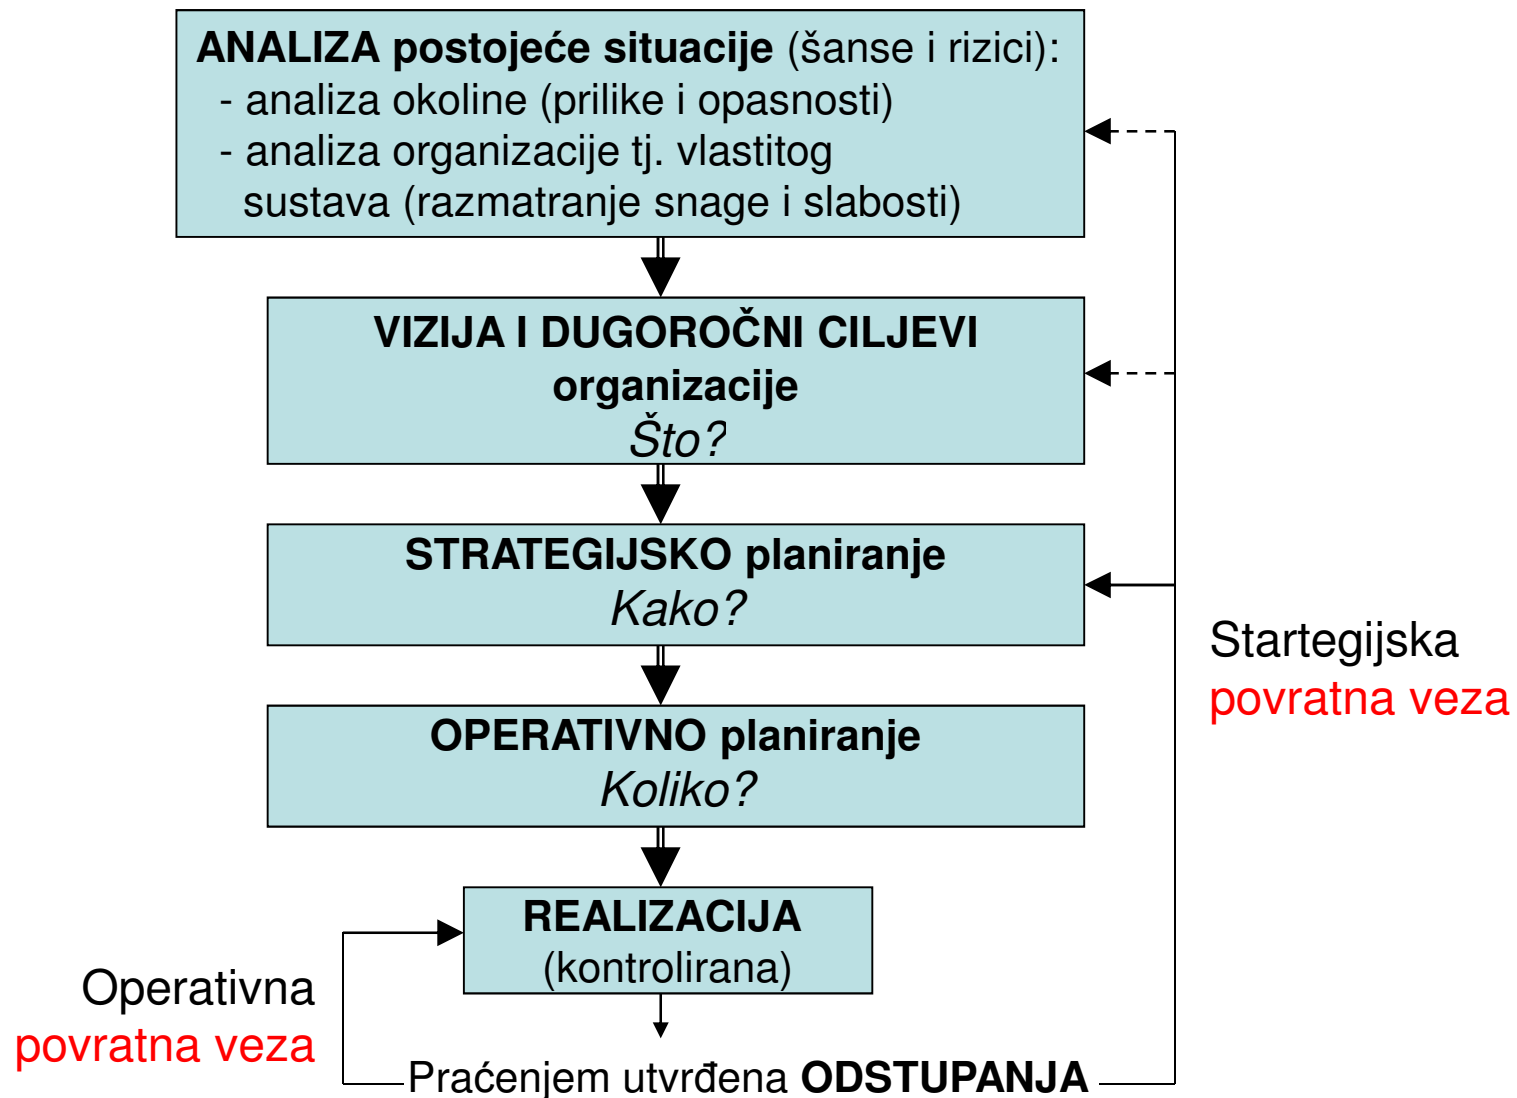 ANALIZA postojeće situacije (šanse i rizici):
- analiza okoline (prilike i opasnosti)
- analiza organizacije tj. vlastitog
sustava (razmatranje snage i slabosti)
VIZIJA I DUGOROČNI CILJEVI
organizacije
Što?
STRATEGIJSKO planiranje
Kako?
Startegijska
povratna veza
OPERATIVNO planiranje
Koliko?
REALIZACIJA
(kontrolirana)
Operativna
povratna veza
Praćenjem utvrđena ODSTUPANJA